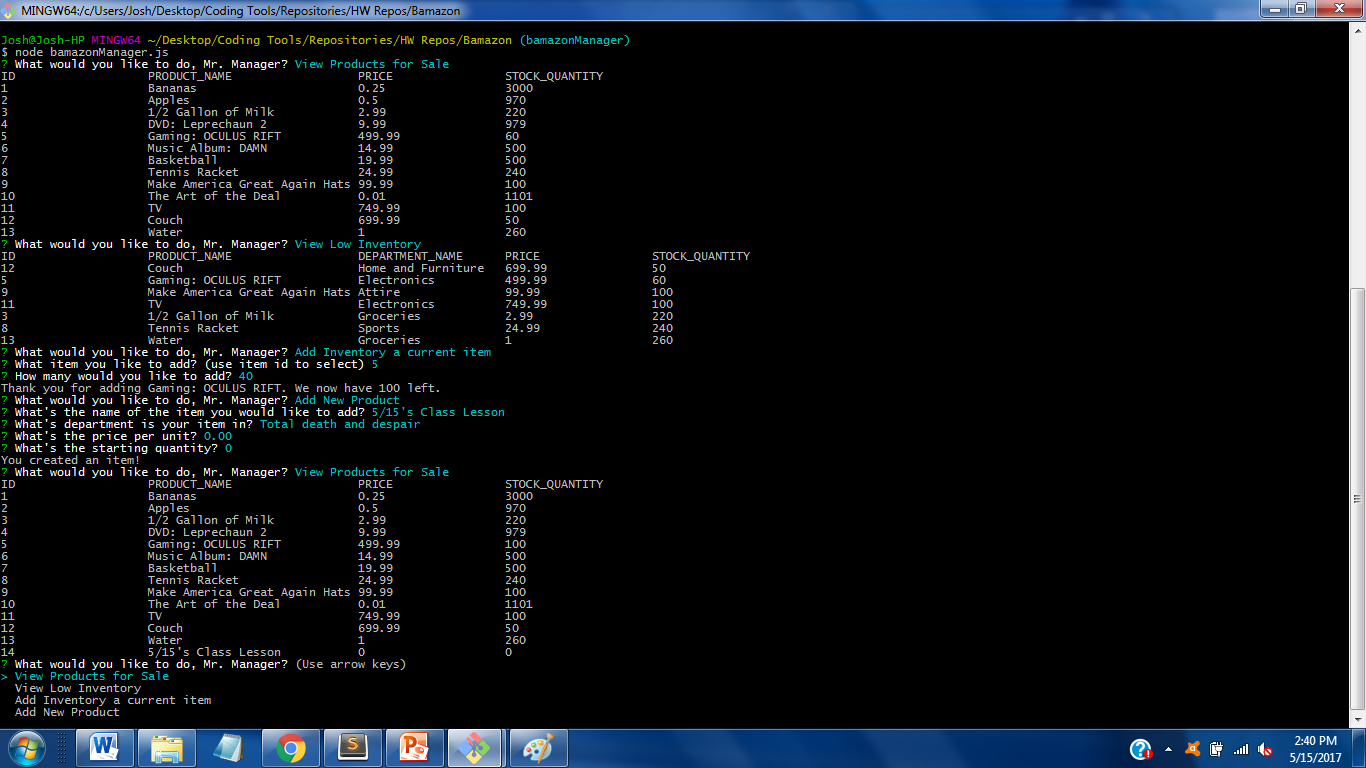 MINGW64:/c/Users/Josh/Desktop/Coding Tools/Repositories/HW Repos/Bamazon
Josh@Josh-HP MINGW64 ~/Desktop/Coding Tools/Repositories/HW Repos/Bamazon (bamazonManager)
$ node bamazonManager.js
? What would you like to do, Mr. Manager? View Products for Sale
ID PRODUCT_NAME PRICE STOCK_QUANTITY
1 Bananas 0.25 3000
2 Apples 0.5 970
3 1/2 Gallon of Milk 2.99 220
4 DVD: Leprechaun 2 9.99 979
5 Gaming: OCULUS RIFT 499.99 60
6 Music Album: DAMN 14.99 500
7 Basketball 19.99 500
8 Tennis Racket 24.99 240
9 Make America Great Again Hats 99.99 100
10 The Art of the Deal 0.01 1101
11 TV 749.99 100
12 Couch 699.99 50
13 Water 1 260
? What would you like to do, Mr. Manager? View Low Inventory
ID PRODUCT_NAME DEPARTMENT_NAME PRICE STOCK_QUANTITY
12 Couch Home and Furniture 699.99 50
5 Gaming: OCULUS RIFT Electronics 499.99 60
9 Make America Great Again Hats Attire 99.99 100
11 TV Electronics 749.99 100
3 1/2 Gallon of Milk Groceries 2.99 220
8 Tennis Racket Sports 24.99 240
13 Water Groceries 1 260
? What would you like to do, Mr. Manager? Add Inventory a current item
? What item you like to add? (use item id to select) 5
? How many would you like to add? 40
Thank you for adding Gaming: OCULUS RIFT. We now have 100 left.
? What would you like to do, Mr. Manager? Add New Product
? What's the name of the item you would like to add? 5/15's Class Lesson
? What's department is your item in? Total death and despair
? What's the price per unit? 0.00
? What's the starting quantity? 0
You created an item!
? What would you like to do, Mr. Manager? View Products for Sale
ID PRODUCT_NAME PRICE STOCK_QUANTITY
1 Bananas 0.25 3000
2 Apples 0.5 970
3 1/2 Gallon of Milk 2.99 220
4 DVD: Leprechaun 2 9.99 979
5 Gaming: OCULUS RIFT 499.99 100
6 Music Album: DAMN 14.99 500
7 Basketball 19.99 500
8 Tennis Racket 24.99 240
9 Make America Great Again Hats 99.99 100
10 The Art of the Deal 0.01 1101
11 TV 749.99 100
12 Couch 699.99 50
13 Water 1 260
14 5/15's Class Lesson 0 0
? What would you like to do, Mr. Manager? (Use arrow keys)
> View Products for Sale
View Low Inventory
Add Inventory a current item
Add New Product
2:40 PM
5/15/2017